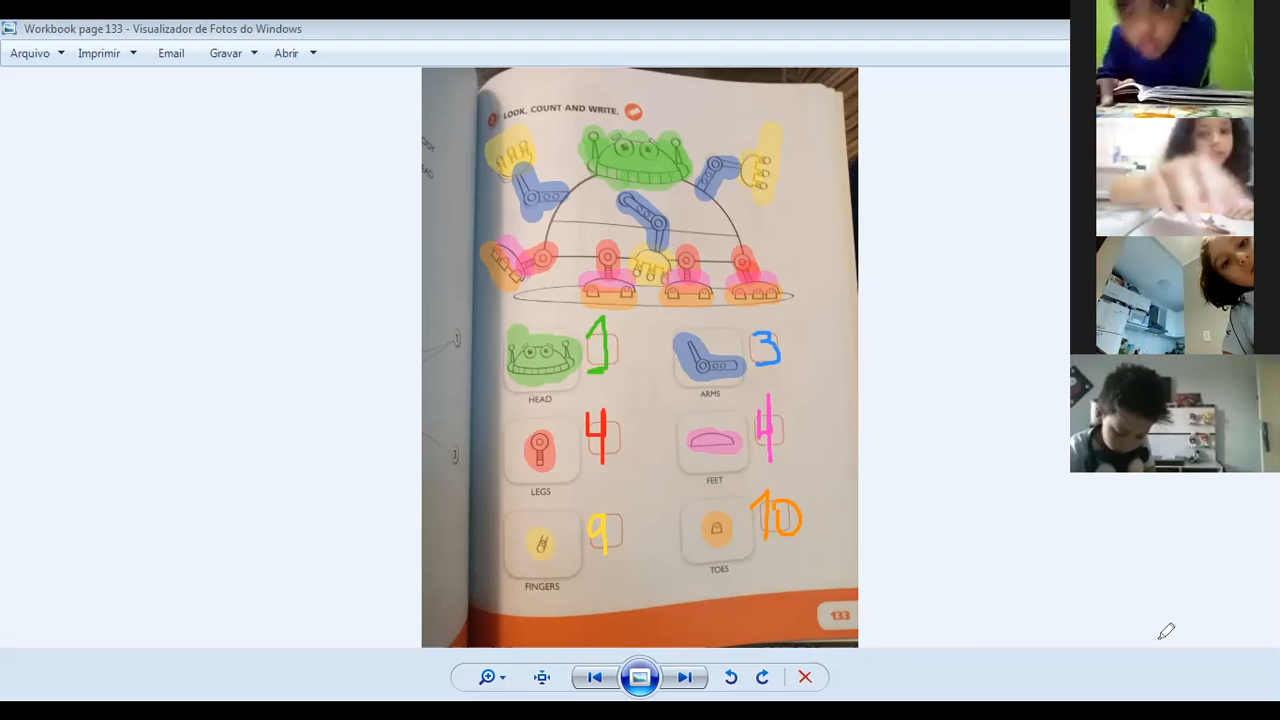 Workbook page 133 - Visualizador de Fotos do Windows
Arquivo Imprimir Email Gravar Abrir
2 LOOK, COUNT AND WRITE.
HEAD 1
ARMS 3
LEGS 4
FEET 4
FINGERS 9
TOES 10
133